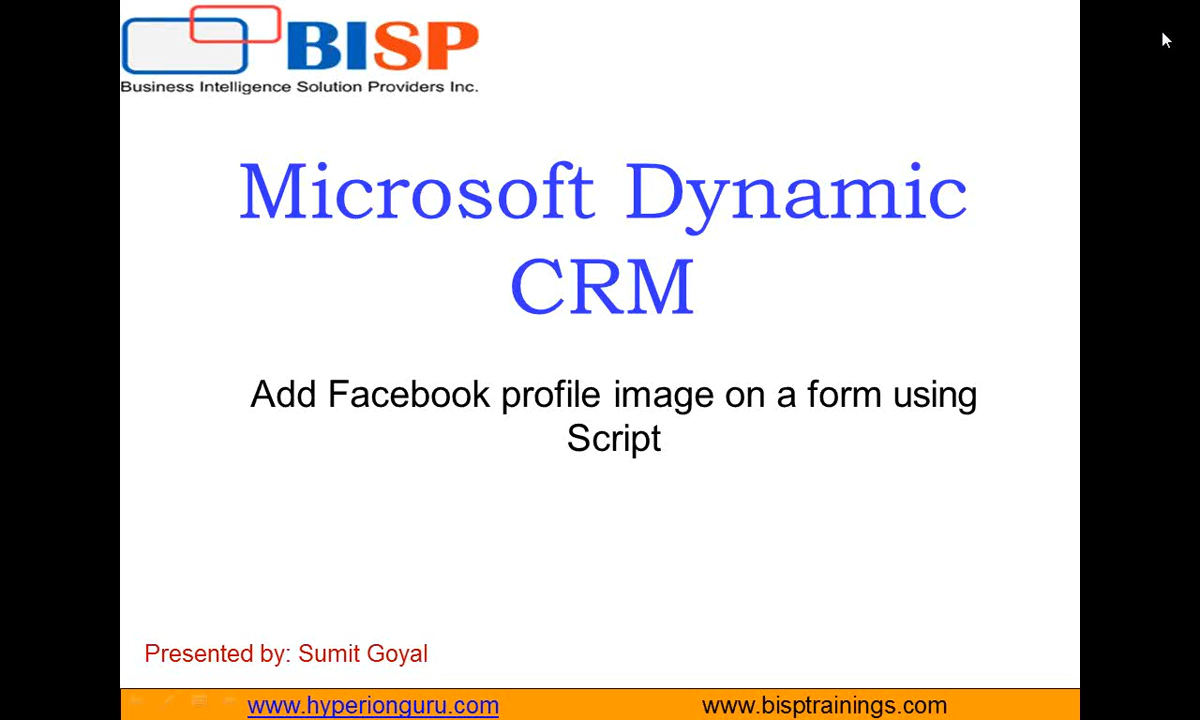 BISP
Business Intelligence Solution Providers Inc.
Microsoft Dynamic
CRM
Add Facebook profile image on a form using
Script
Presented by: Sumit Goyal
www.hyperionguru.com
www.bisptrainings.com